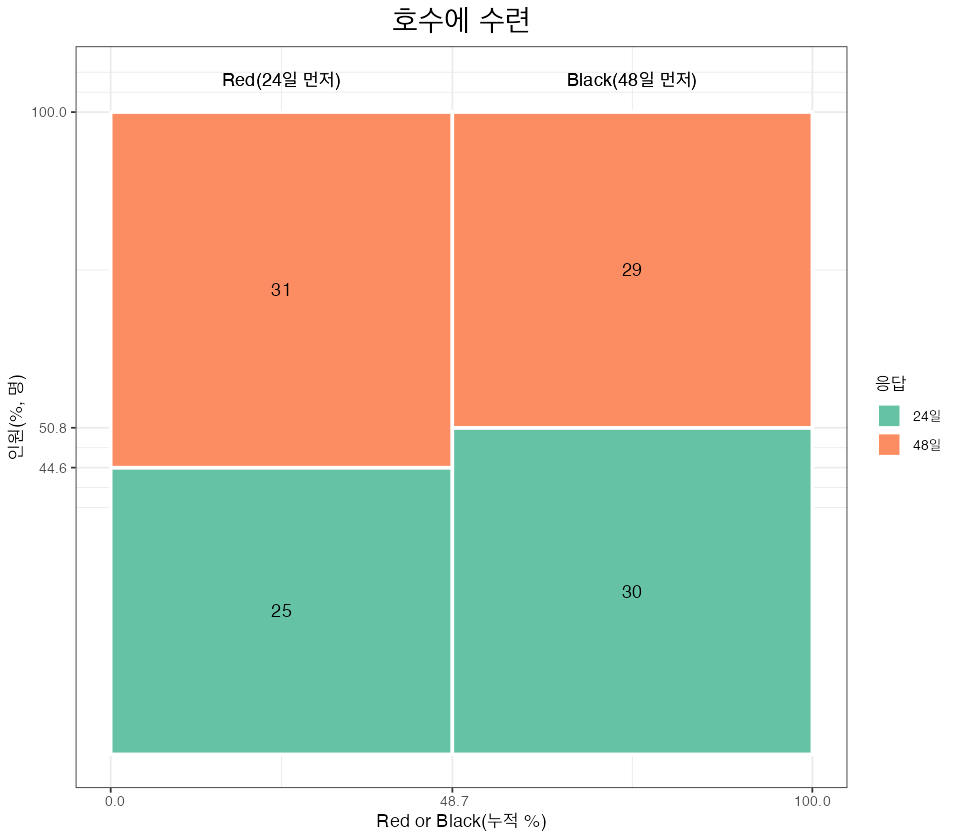 호수에 수련
Red(24일 먼저)
Black(48일 먼저)
100.0
50.8
44.6
인원(%, 명)
31
29
25
30
응답
24일
48일
0.0
48.7
100.0
Red or Black(누적 %)